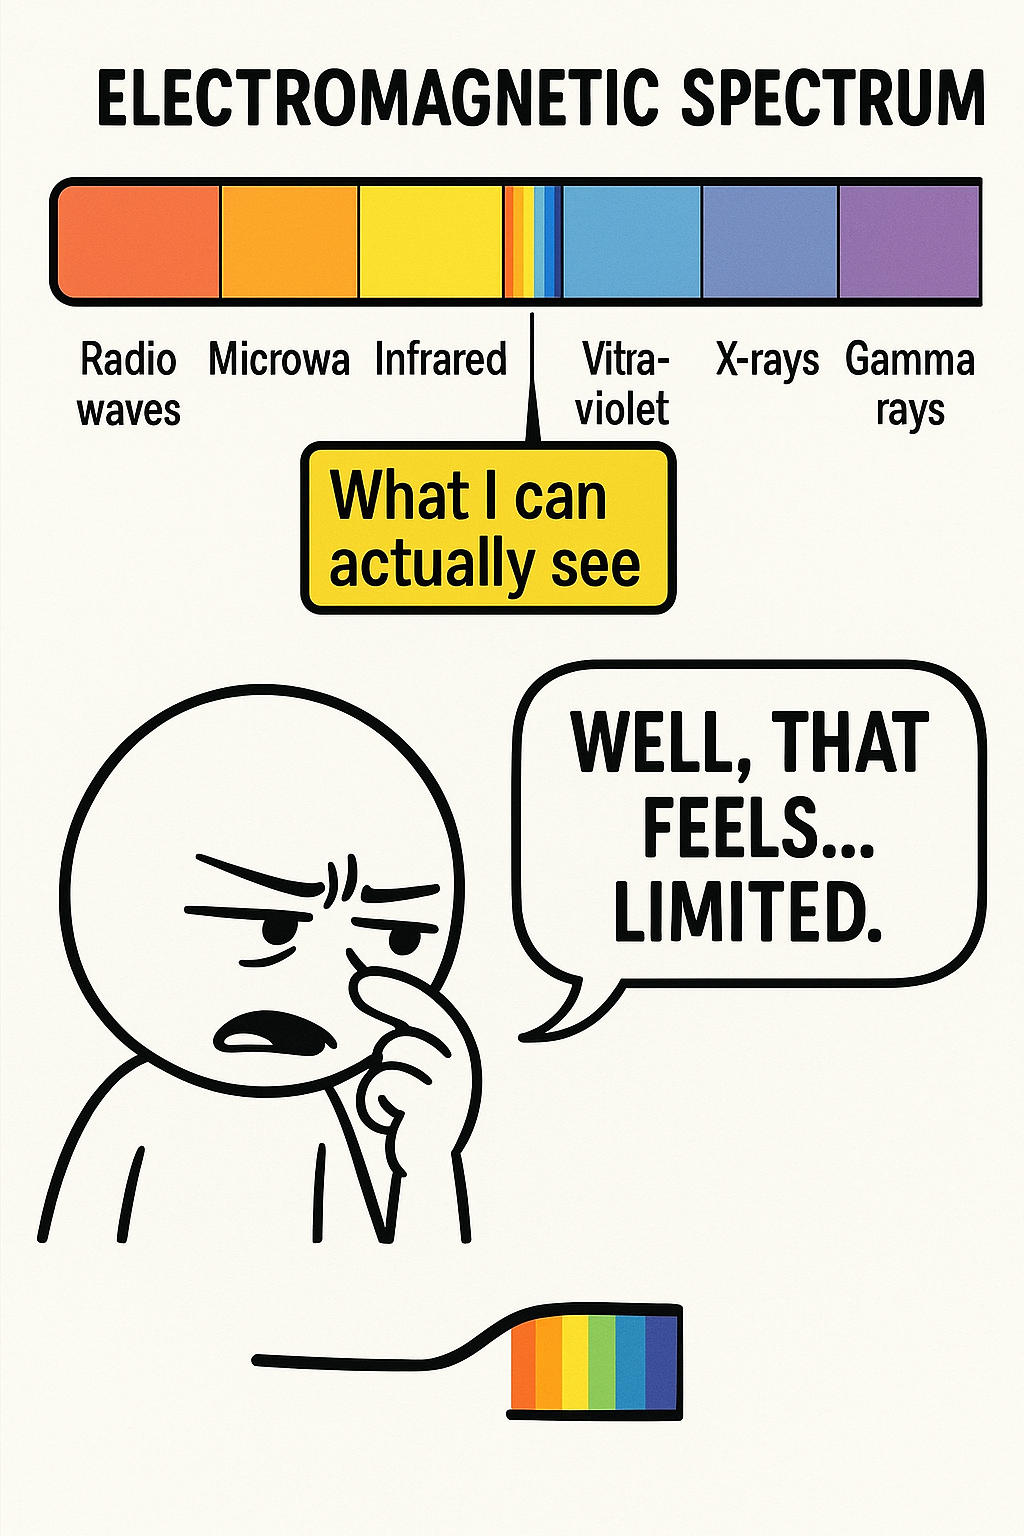 ELECTROMAGNETIC SPECTRUM
Radio waves
Microwa
Infrared
Vitra-
violet
X-rays
Gamma
rays
What I can
actually see
WELL, THAT
FEELS...
LIMITED.